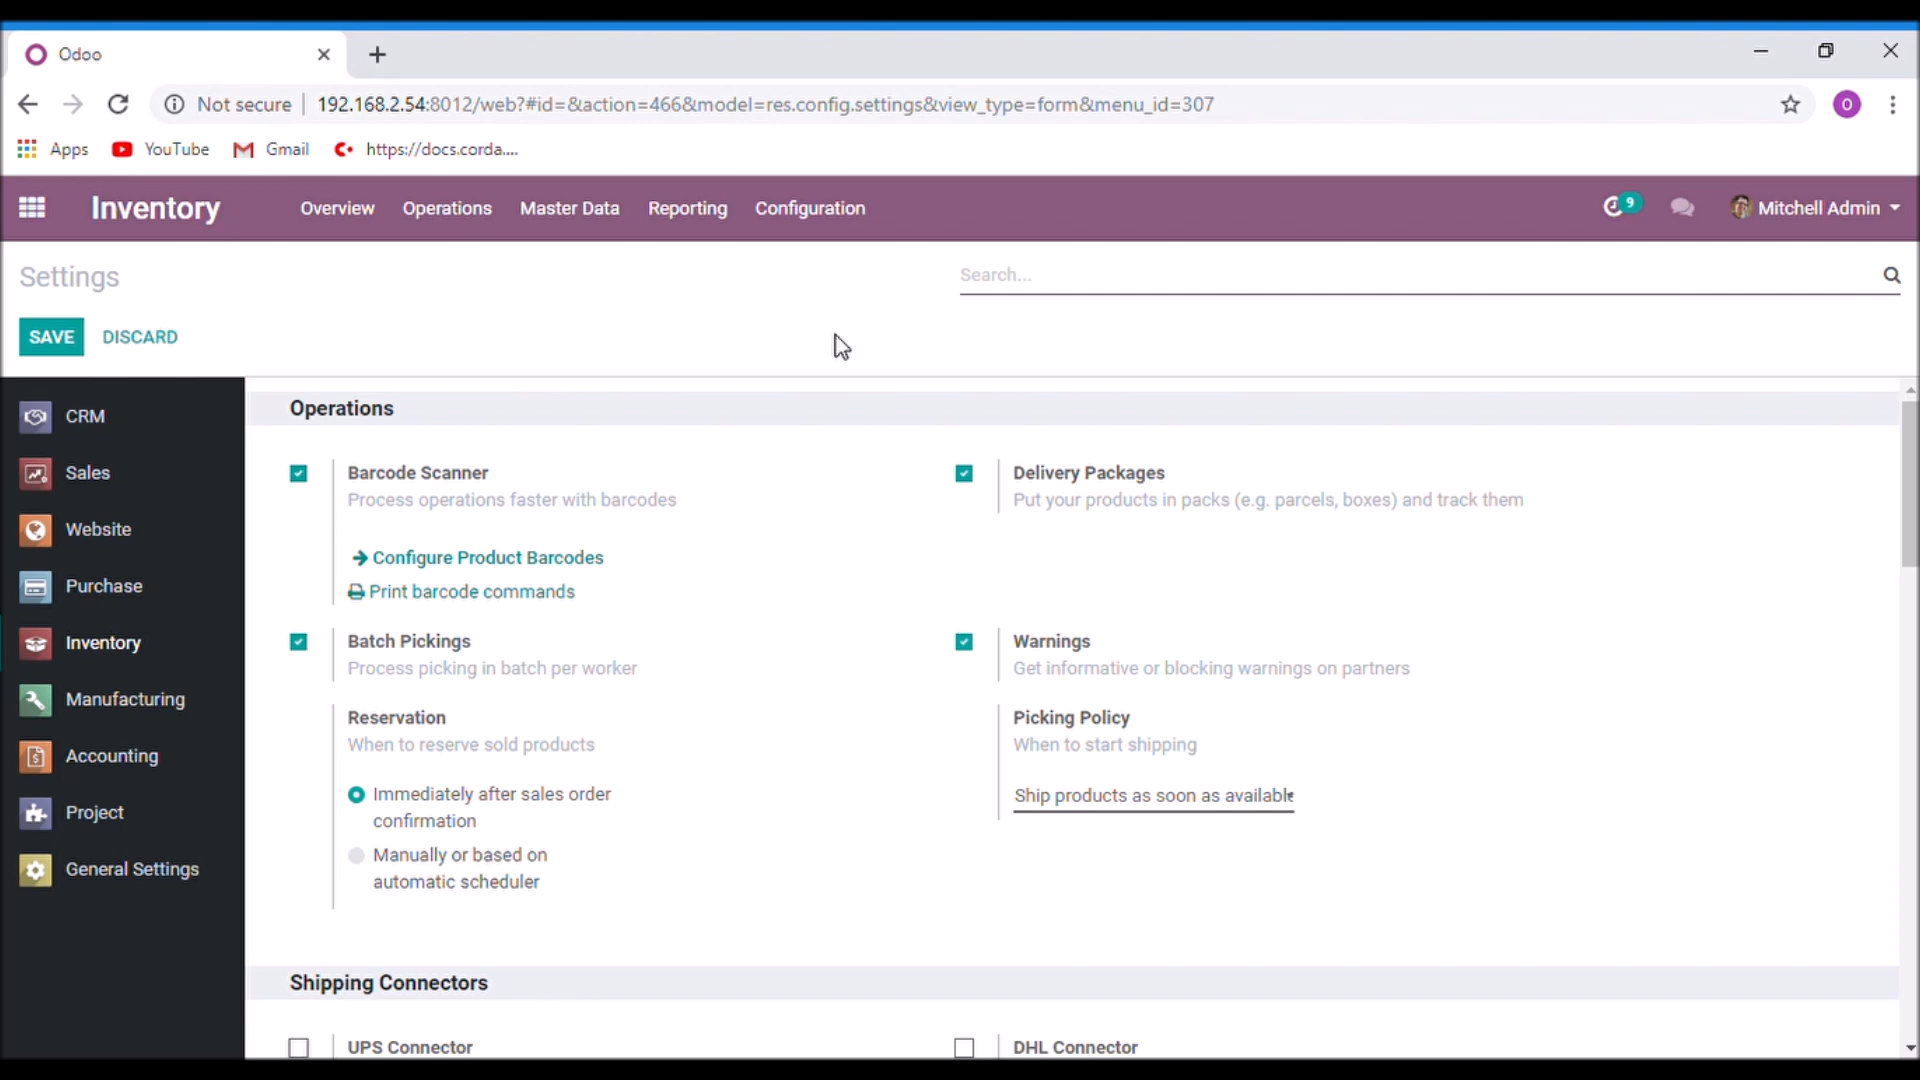 Odoo
Not secure
192.168.2.54:8012/web?#id=&action=466&model=res.config.settings&view_type=form&menu_id=307
O
Apps
YouTube
Gmail
https://docs.corda....
Inventory
Overview
Operations
Master Data
Reporting
Configuration
9
Mitchell Admin
Settings
Search...
SAVE
DISCARD
CRM
Sales
Website
Purchase
Inventory
Manufacturing
Accounting
Project
General Settings
Operations
Barcode Scanner
Process operations faster with barcodes
Configure Product Barcodes
Print barcode commands
Delivery Packages
Put your products in packs (e.g. parcels, boxes) and track them
Batch Pickings
Process picking in batch per worker
Warnings
Get informative or blocking warnings on partners
Reservation
When to reserve sold products
Immediately after sales order
confirmation
Manually or based on
automatic scheduler
Picking Policy
When to start shipping
Ship products as soon as available
Shipping Connectors
UPS Connector
DHL Connector